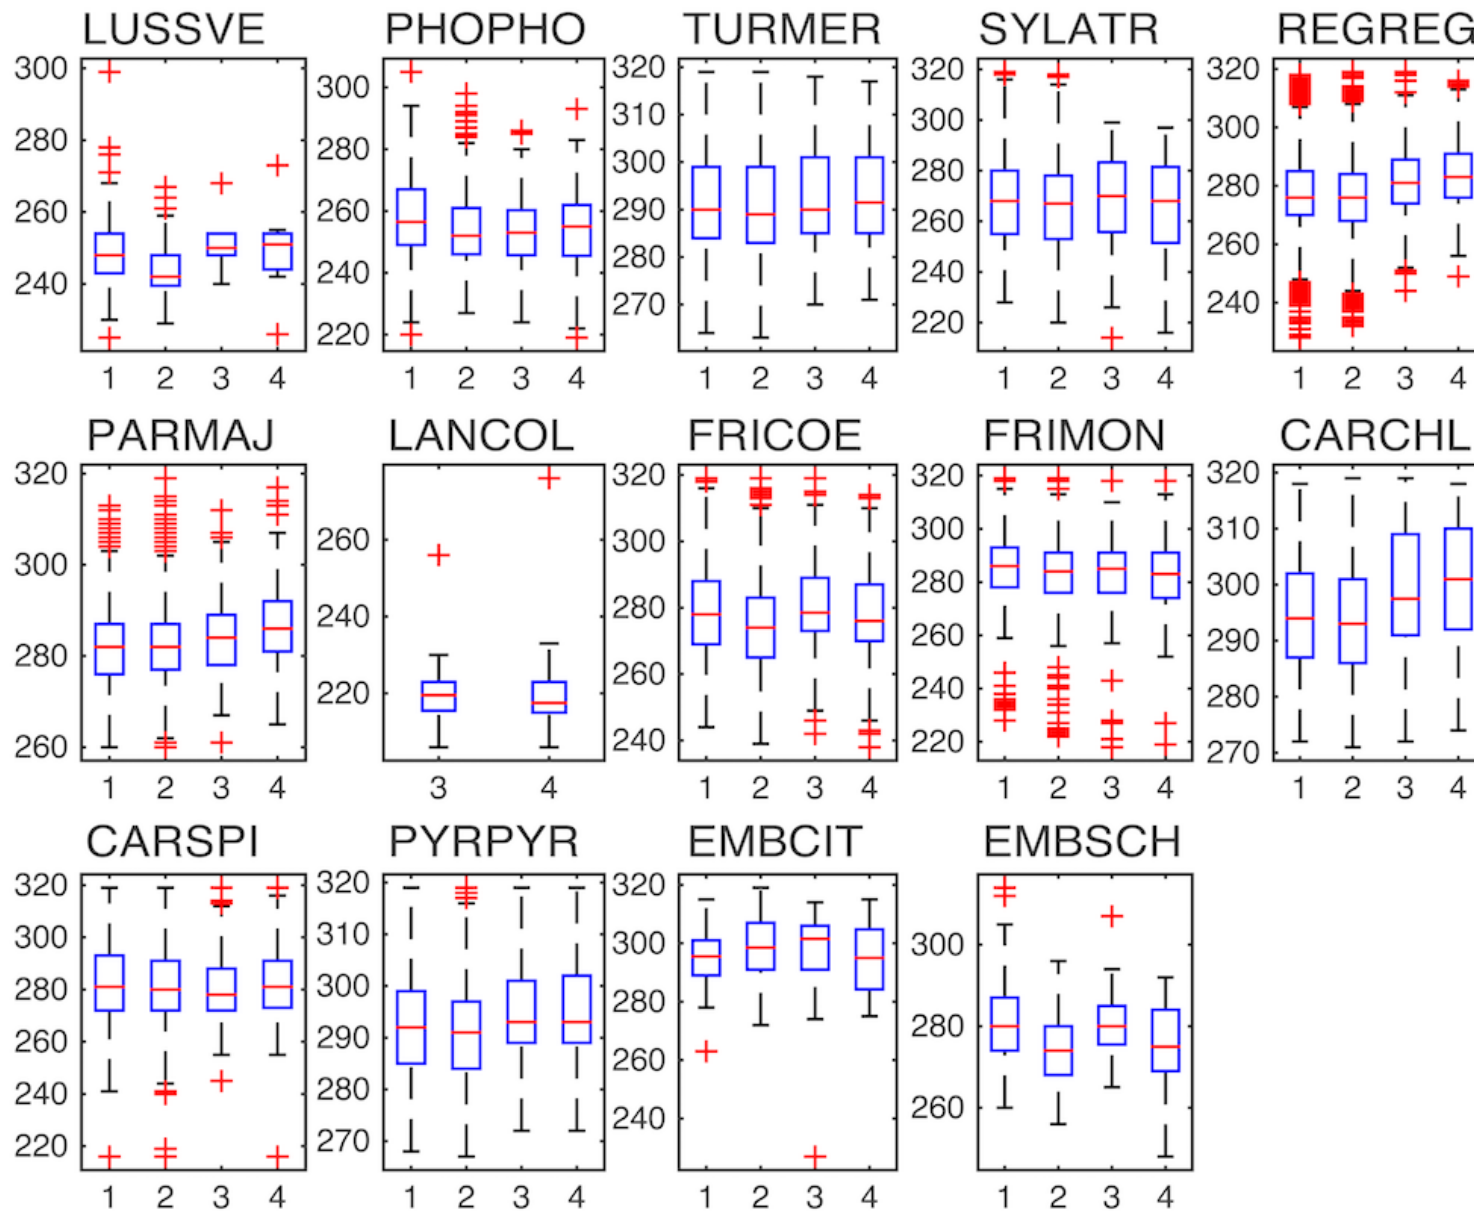 LUSSVE PHOPHO TURMER SYLATR REGREG
300 280 260 240
300 280 260 240 220
320 310 300 290 280 270
320 300 280 260 240 220
320 300 280 260 240
1 2 3 4 1 2 3 4 1 2 3 4 1 2 3 4 1 2 3 4
PARMAJ LANCOL FRICOE FRIMON CARCHL
320 300 280 260
260 240 220
320 300 280 260 240
320 300 280 260 240 220
320 310 300 290 280 270
1 2 3 4 3 4 1 2 3 4 1 2 3 4 1 2 3 4
CARSPI PYRPYR EMBCIT EMBSCH
320 300 280 260 240 220
320 310 300 290 280 270
320 300 280 260 240
300 280 260
1 2 3 4 1 2 3 4 1 2 3 4 1 2 3 4